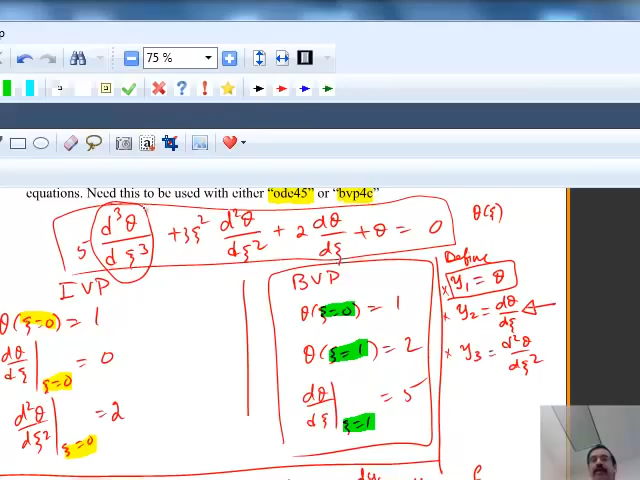 p
75 %
equations. Need this to be used with either “ode45” or “bvp4c”
5 d³θ/dξ³ + 3ξ² d²θ/dξ² + 2 dθ/dξ + θ = 0
θ(ξ)
IVP
θ(ξ=0) = 1
dθ/dξ |ξ=0 = 0
d²θ/dξ² |ξ=0 = 2
BVP
θ(ξ=0) = 1
θ(ξ=1) = 2
dθ/dξ |ξ=1 = 5
Define
× y₁ = θ
× y₂ = dθ/dξ
× y₃ = d²θ/dξ²